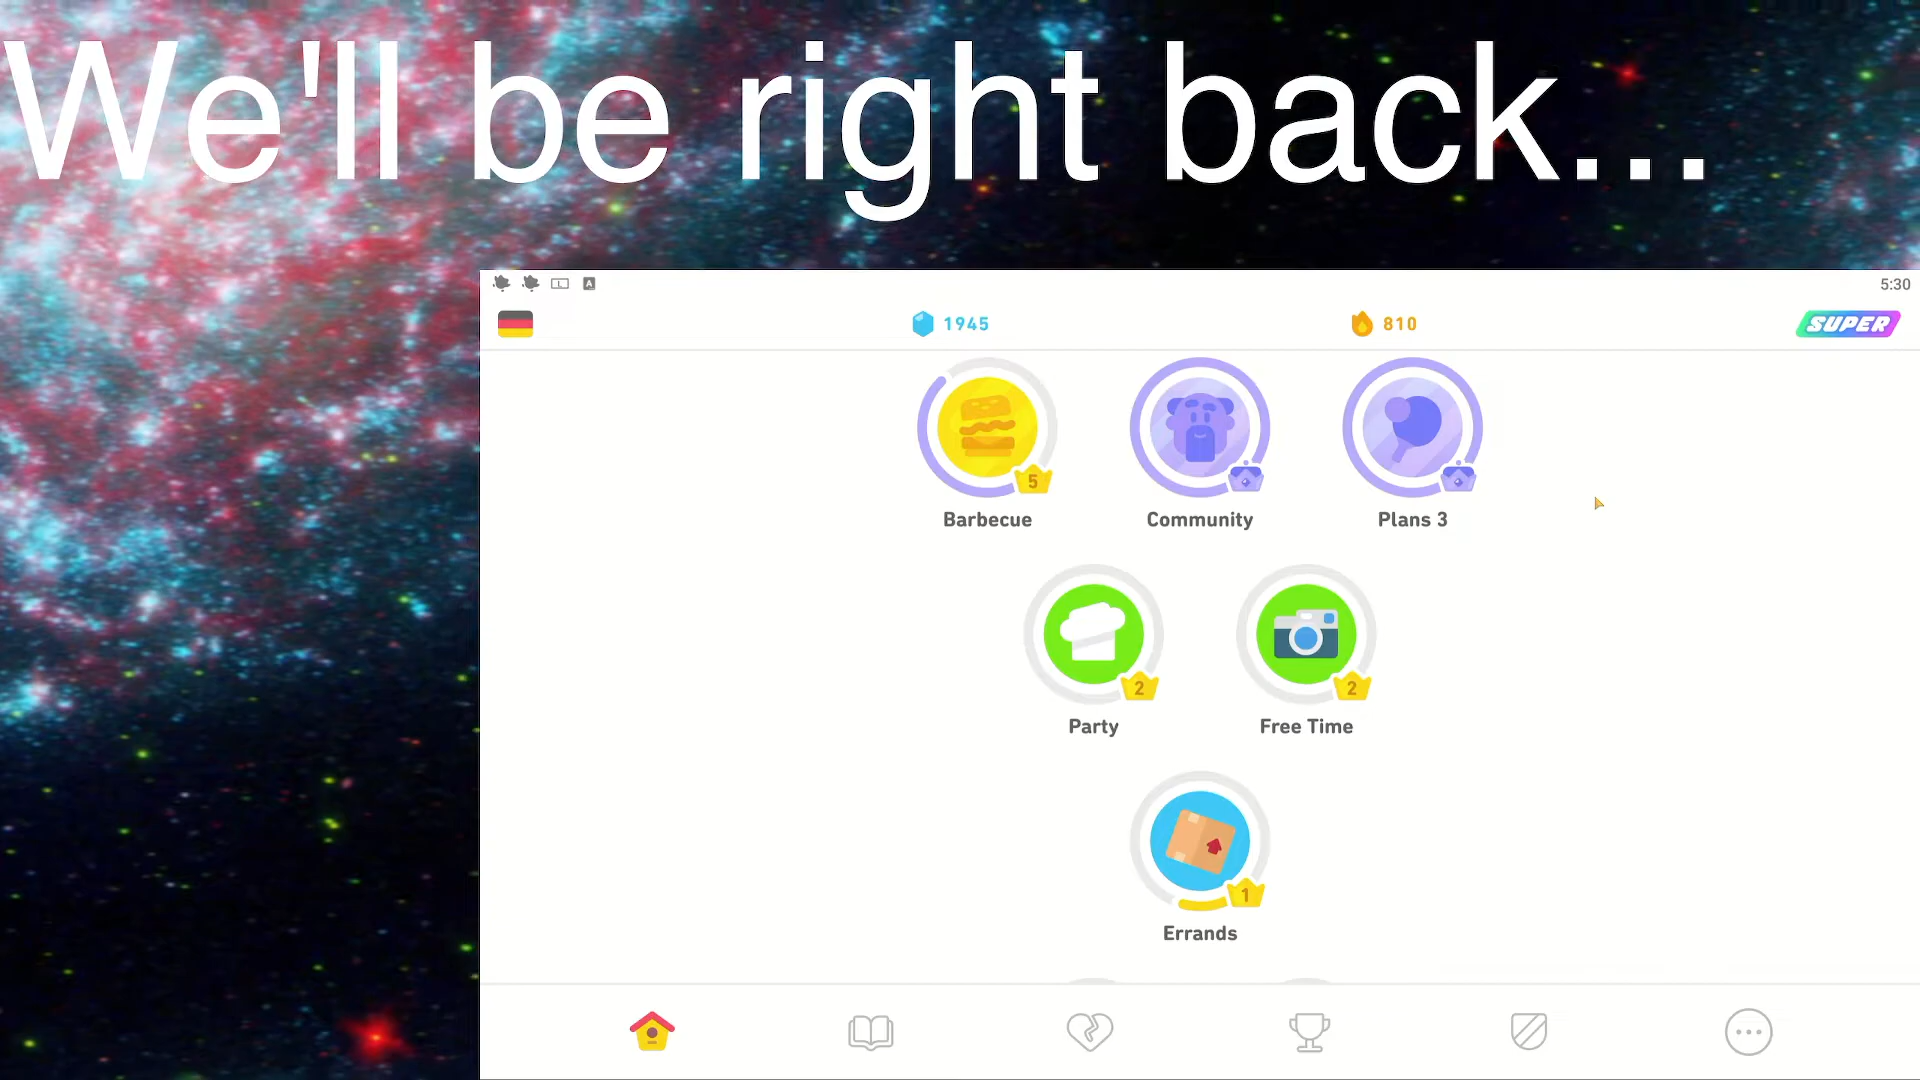 We'll be right back...
5:30
1945
810
SUPER
5
Barbecue
Community
Plans 3
2
2
Party
Free Time
1
Errands